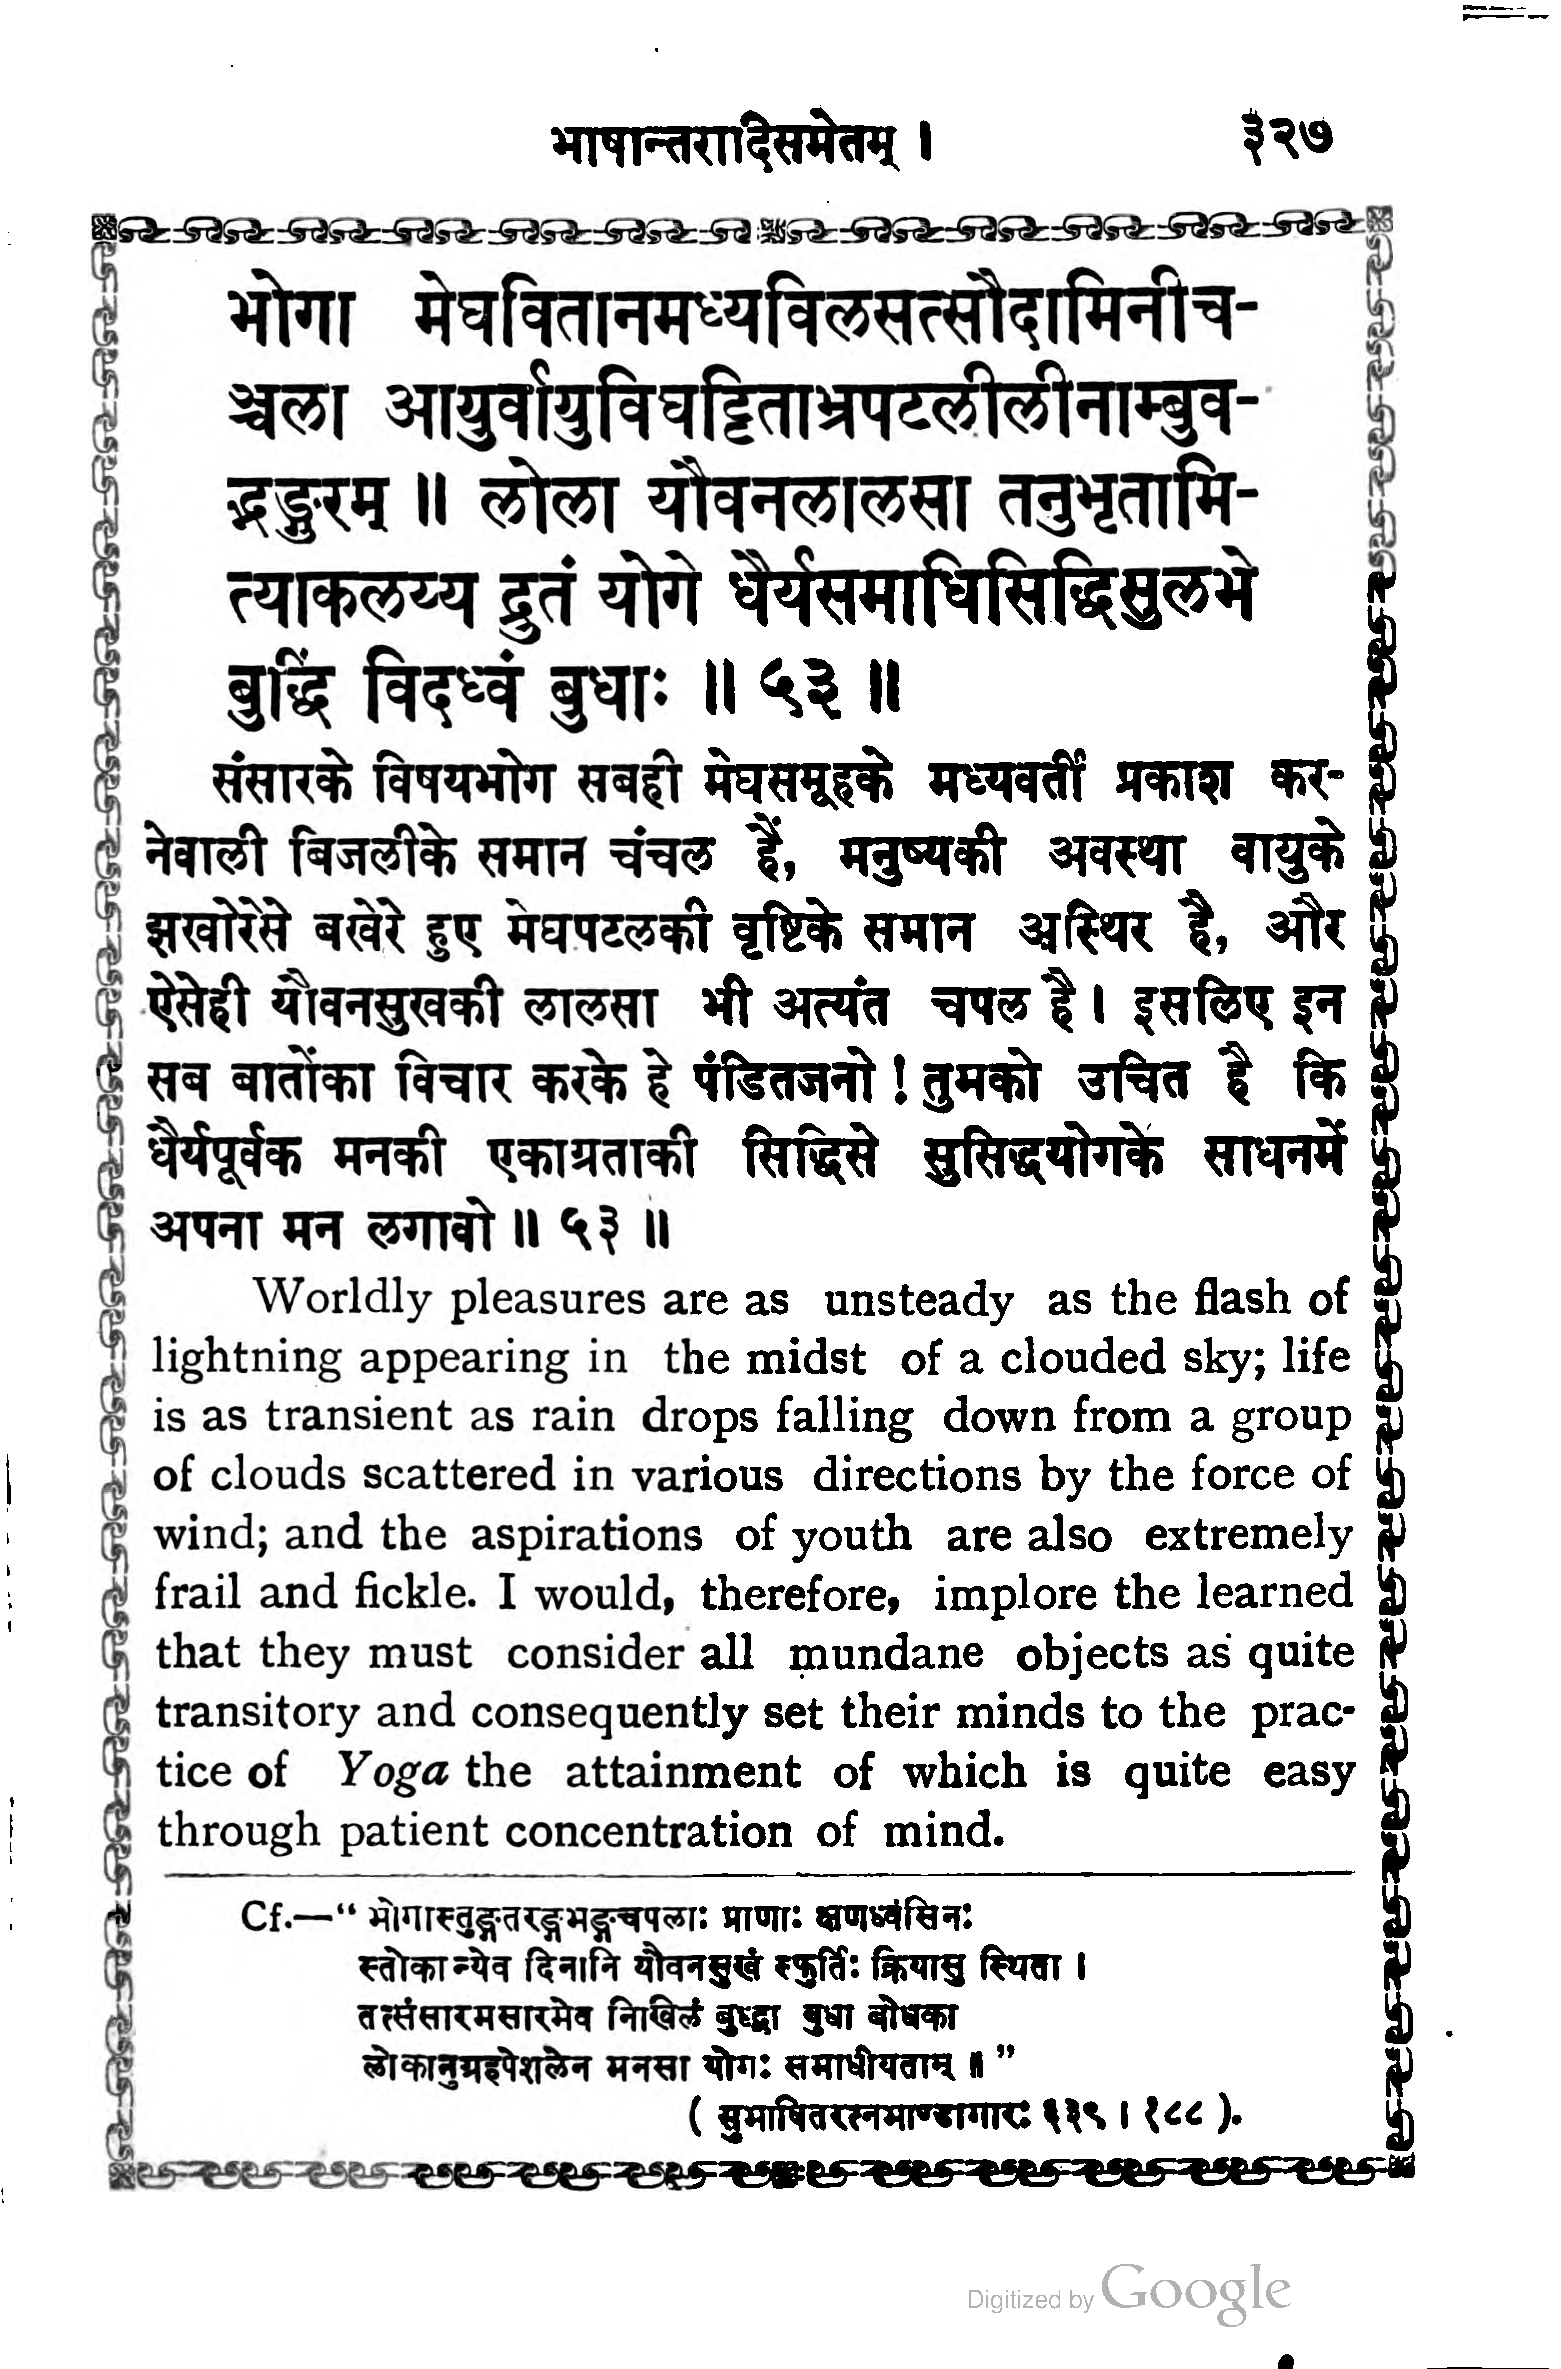 भाषान्तरादिसमेतम् । ३२७
भोगा मेघवितानमध्यविलसत्सौदामिनीच-
ञ्चला आयुर्वायुविघट्टिताभ्रपटलीलीनाम्बुव-
द्भङ्गुरम् ॥ लोला यौवनलालसा तनुभृतामि-
त्याकलय्य द्रुतं योगे धैर्यसमाधिसिद्धिसुलभे
बुद्धिं विदध्वं बुधाः ॥ ५३ ॥
संसारके विषयभोग सबही मेघसमूहके मध्यवर्ती प्रकाश कर-
नेवाली बिजलीके समान चंचल हैं, मनुष्यकी अवस्था वायुके
झखोरेसे बखेरे हुए मेघपटलकी वृष्टिके समान अस्थिर है, और
ऐसेही यौवनसुखकी लालसा भी अत्यंत चपल है । इसलिए इन
सब बातोंका विचार करके हे पंडितजनो ! तुमको उचित है कि
धैर्यपूर्वक मनकी एकाग्रताकी सिद्धिसे सुसिद्धयोगके साधनमें
अपना मन लगावो ॥ ५३ ॥
Worldly pleasures are as unsteady as the flash of
lightning appearing in the midst of a clouded sky; life
is as transient as rain drops falling down from a group
of clouds scattered in various directions by the force of
wind; and the aspirations of youth are also extremely
frail and fickle. I would, therefore, implore the learned
that they must consider all mundane objects as quite
transitory and consequently set their minds to the prac-
tice of Yoga the attainment of which is quite easy
through patient concentration of mind.
Cf.—“ भोगास्तुङ्गतरङ्गभङ्गचपलाः प्राणाः क्षणध्वंसिनः
स्तोकान्येव दिनानि यौवनसुखं स्फुर्तिः क्रियासु स्थिता ।
तत्संसारमसारमेव निखिलं बुध्द्वा बुधा बोधका
लोकानुग्रहपेशलेन मनसा योगः समाधीयताम् ॥ ”
( सुभाषितरत्नभाण्डागारः ६३९ । १८८ ).
Digitized by Google